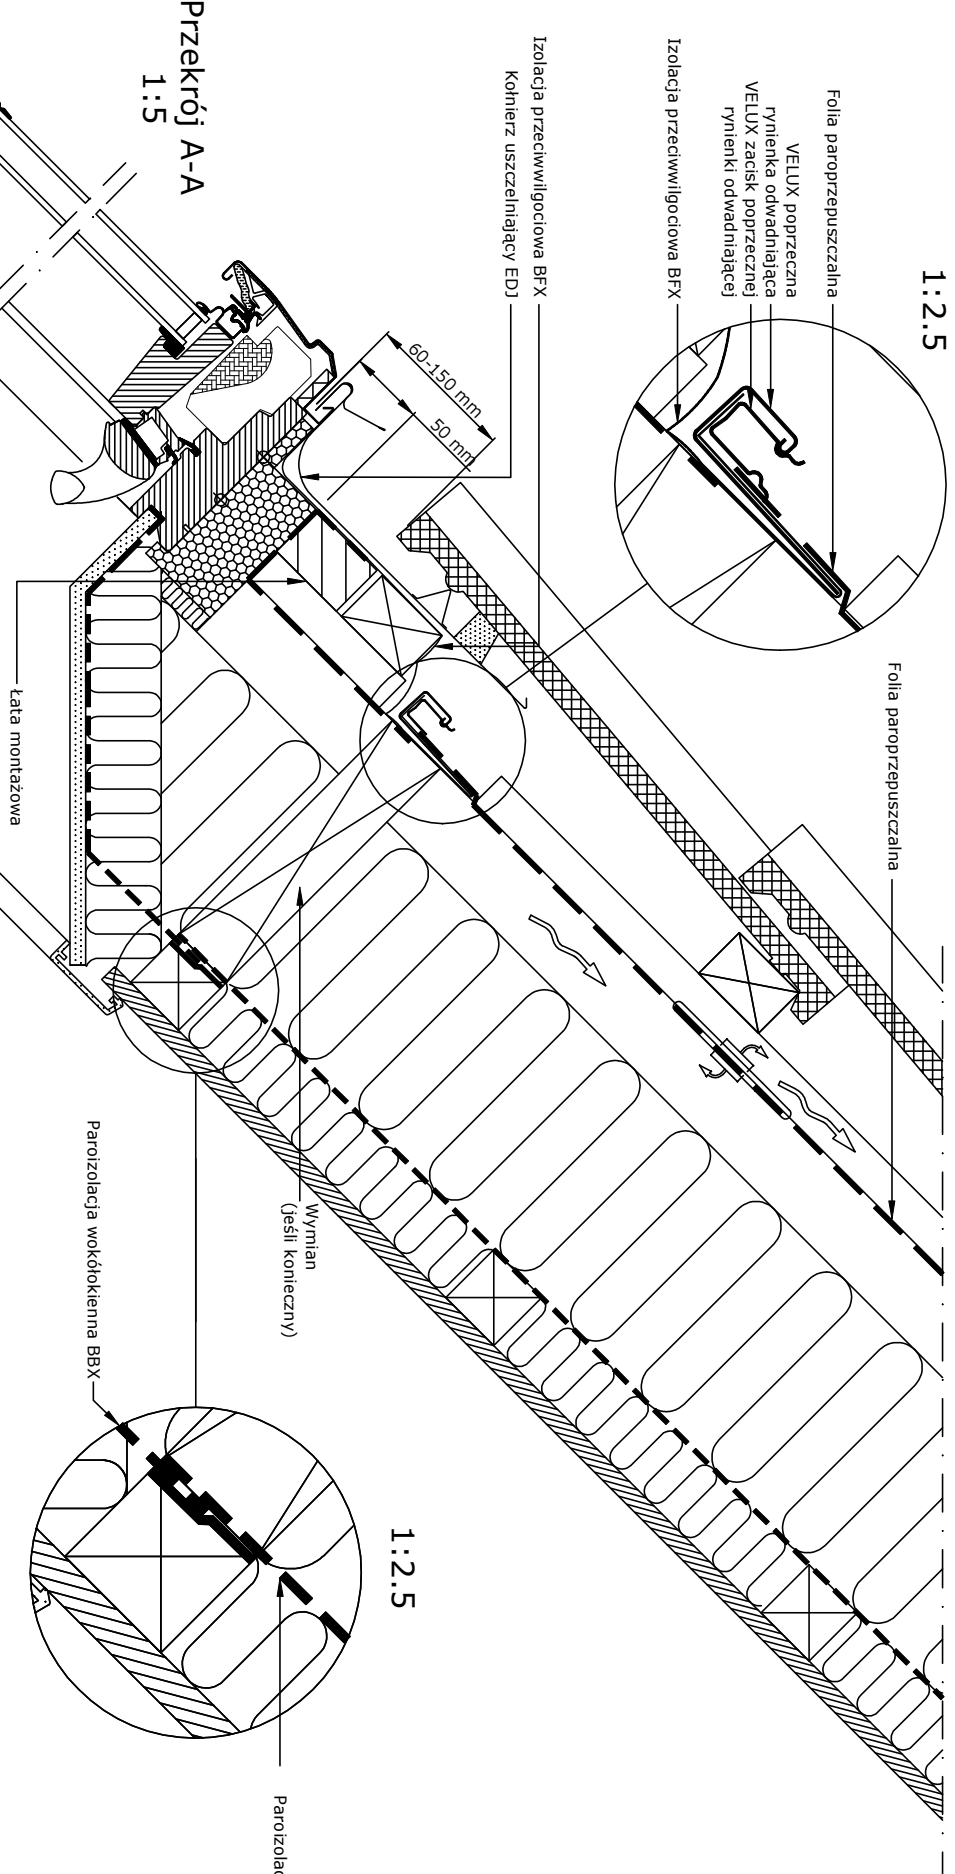 Przekrój A-A
1:5
1:2.5
Folia paroprzepuszczalna
VELUX poprzeczna
rynienka odwadniająca
VELUX zacisk poprzecznej
rynienki odwadniającej
Izolacja przeciwwilgociowa BFX
Izolacja przeciwwilgociowa BFX
Kołnierz uszczelniający EDJ
60-150 mm
50 mm
Folia paroprzepuszczalna
Łata montażowa
Wymian
(jeśli konieczny)
Paroizolacja wokółokienna BBX
1:2.5